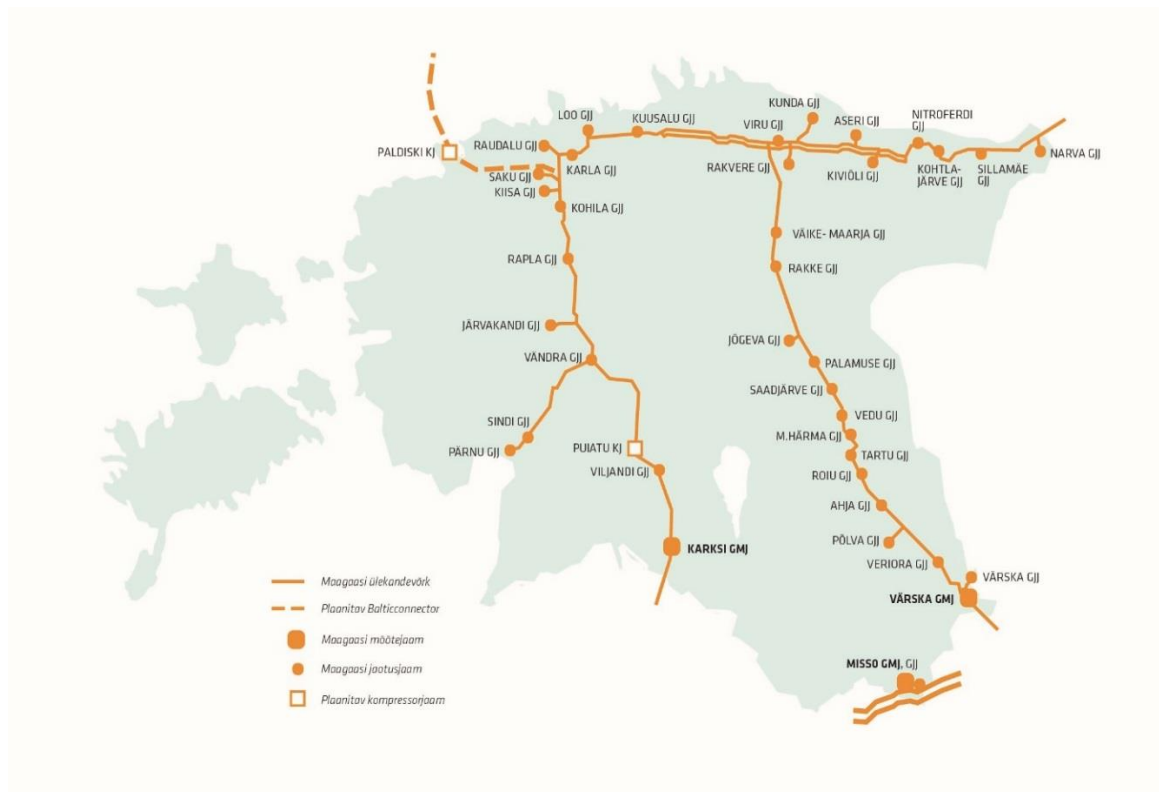 KUNDA GJJ
LOO GJJ
KUUSALU GJJ
VIRU GJJ
ASERI GJJ
NITROFERDI
GJJ
RAUDALU GJJ
PALDISKI KJ
KARLA GJJ
RAKVERE GJJ
KIVIÕLI GJJ
KOHTLA-
JÄRVE GJJ
SILLAMÄE
GJJ
NARVA GJJ
SAKU GJJ
KIISA GJJ
KOHILA GJJ
VÄIKE- MAARJA GJJ
RAPLA GJJ
RAKKE GJJ
JÄRVAKANDI GJJ
JÕGEVA GJJ
VÄNDRA GJJ
PALAMUSE GJJ
SAADJÄRVE GJJ
VEDU GJJ
SINDI GJJ
M.HÄRMA GJJ
PÄRNU GJJ
PUIATU KJ
TARTU GJJ
VILJANDI GJJ
ROIU GJJ
AHJA GJJ
PÕLVA GJJ
KARKSI GMJ
VERIORA GJJ
VÄRSKA GJJ
VÄRSKA GMJ
MISSO GMJ, GJJ
Maagaasi ülekandevõrk
Plaanitav Balticconnector
Maagaasi mõõtejaam
Maagaasi jaotusjaam
Plaanitav kompressorjaam